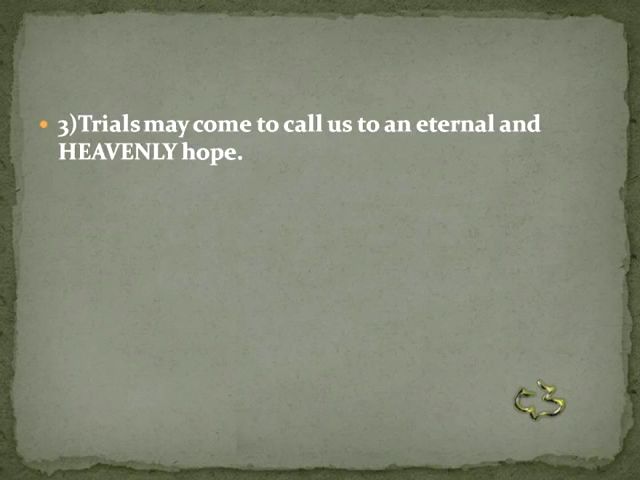 • 3)Trials may come to call us to an eternal and
HEAVENLY hope.